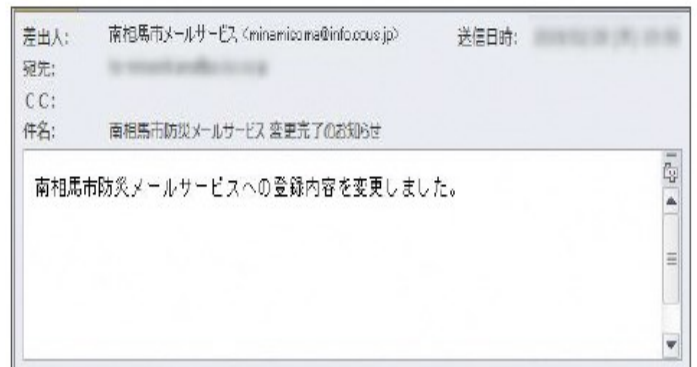 差出人: 南相馬市メールサービス <minamisoma@info.cous.jp> 送信日時:
宛先:
CC:
件名: 南相馬市防災メールサービス 変更完了のお知らせ
南相馬市防災メールサービスへの登録内容を変更しました。